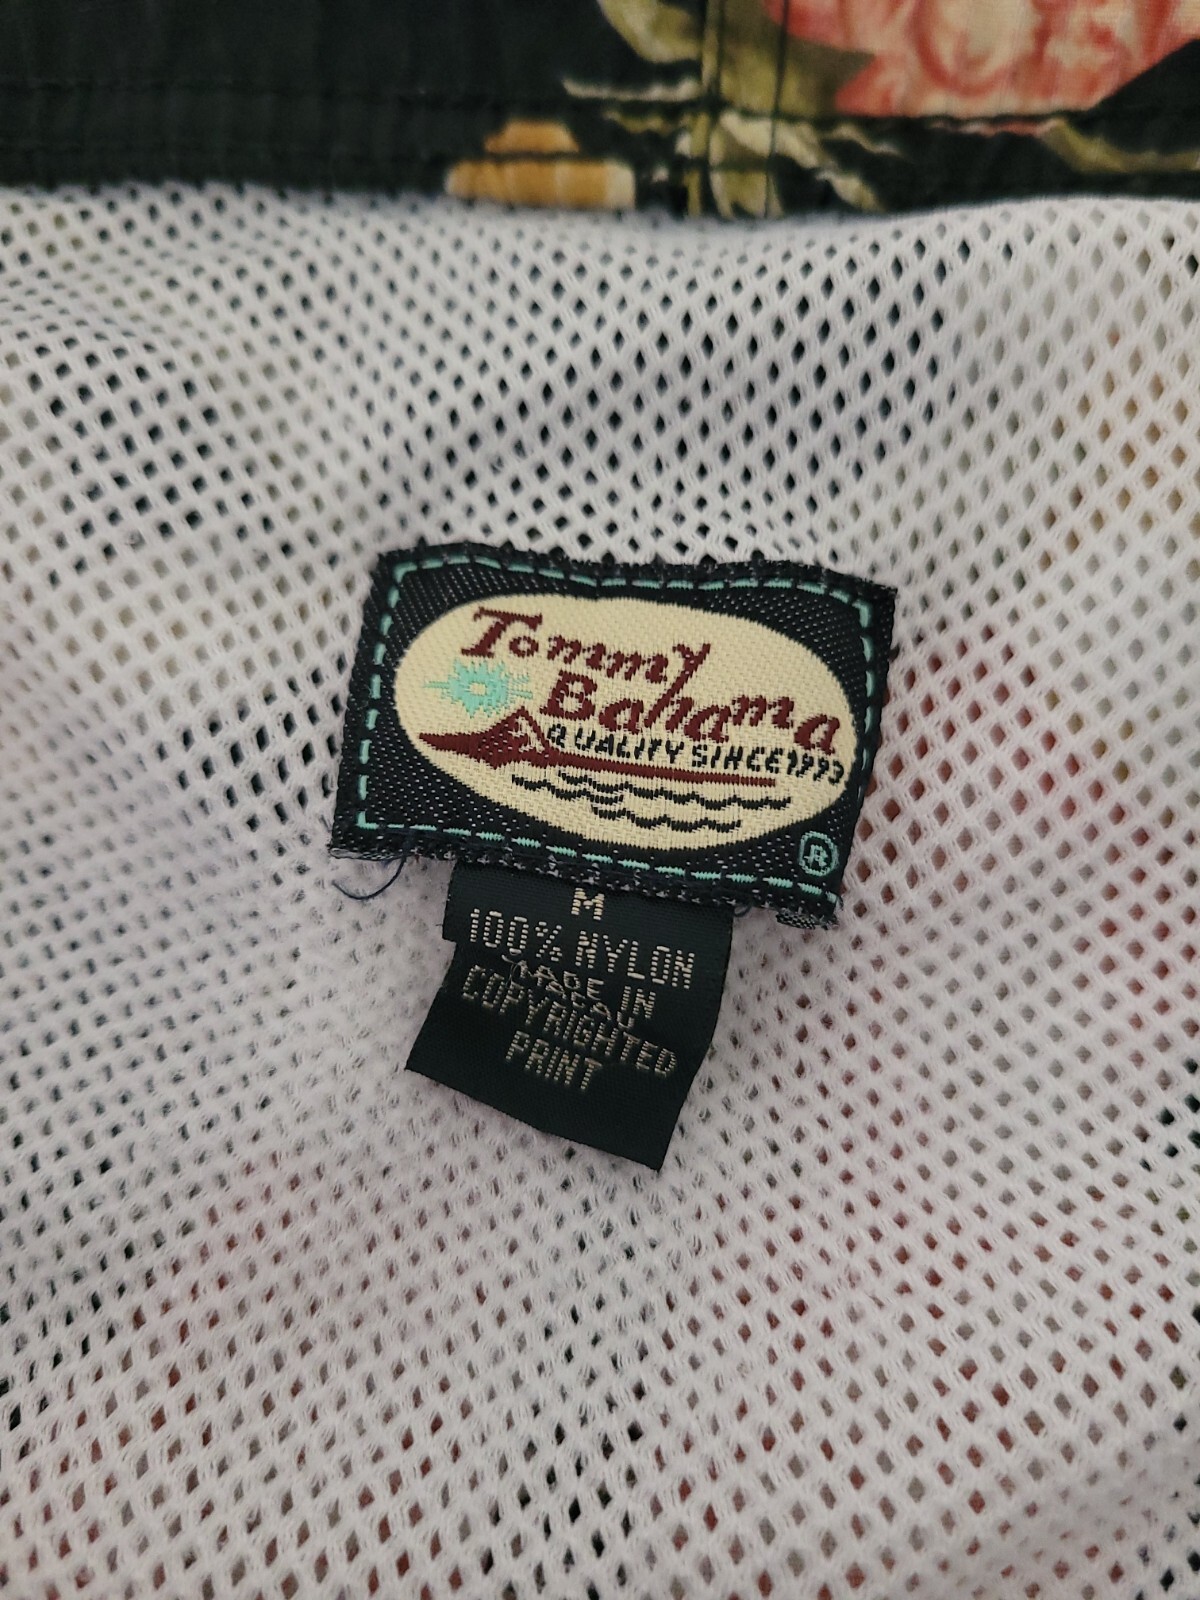 Tommy
Bahama
QUALITY SINCE 1993
®
M
100% NYLON
MADE IN
MACAU
COPYRIGHTED
PRINT